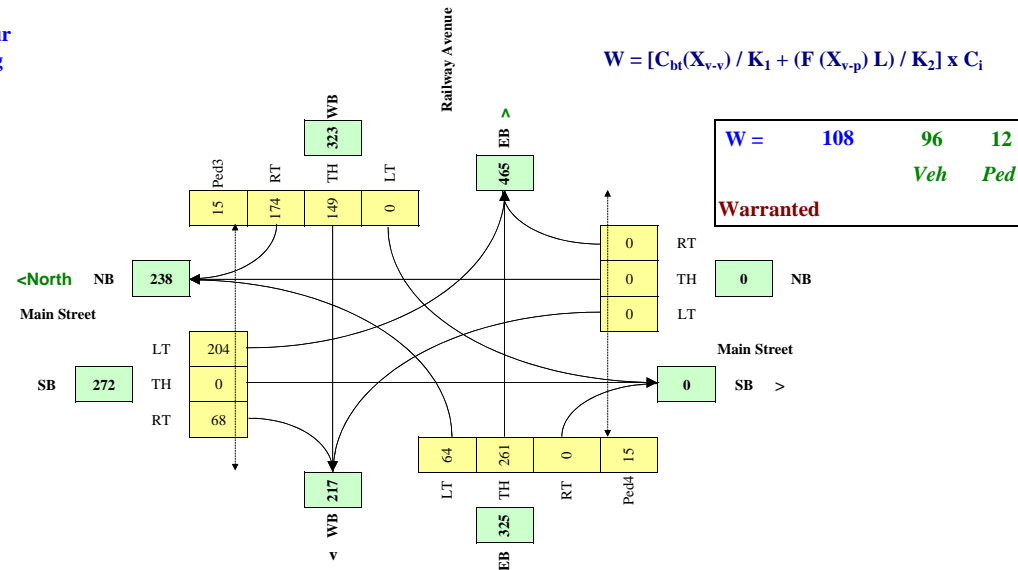 ur
g
Railway Avenue
W = [C_bt(X_v-v) / K_1 + (F (X_v-p) L) / K_2] x C_i
W = 108 96 12
Veh Ped
Warranted
WB
323
EB >
465
Ped3 RT TH LT
15 174 149 0
0 RT
0 TH 0 NB
0 LT
<North NB 238
Main Street
LT 204
SB 272 TH 0
RT 68
Main Street
0 SB >
64 261 0 15
LT TH RT Ped4
217
WB
v
325
EB